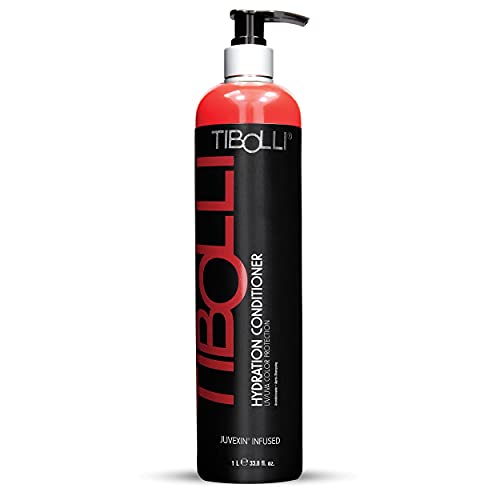 TIBOLLI®
TIBOLLI
HYDRATION CONDITIONER
UV/UVA COLOR PROTECTION
JUVEXIN® INFUSED
1 L ℮ 33.8 fl. oz.